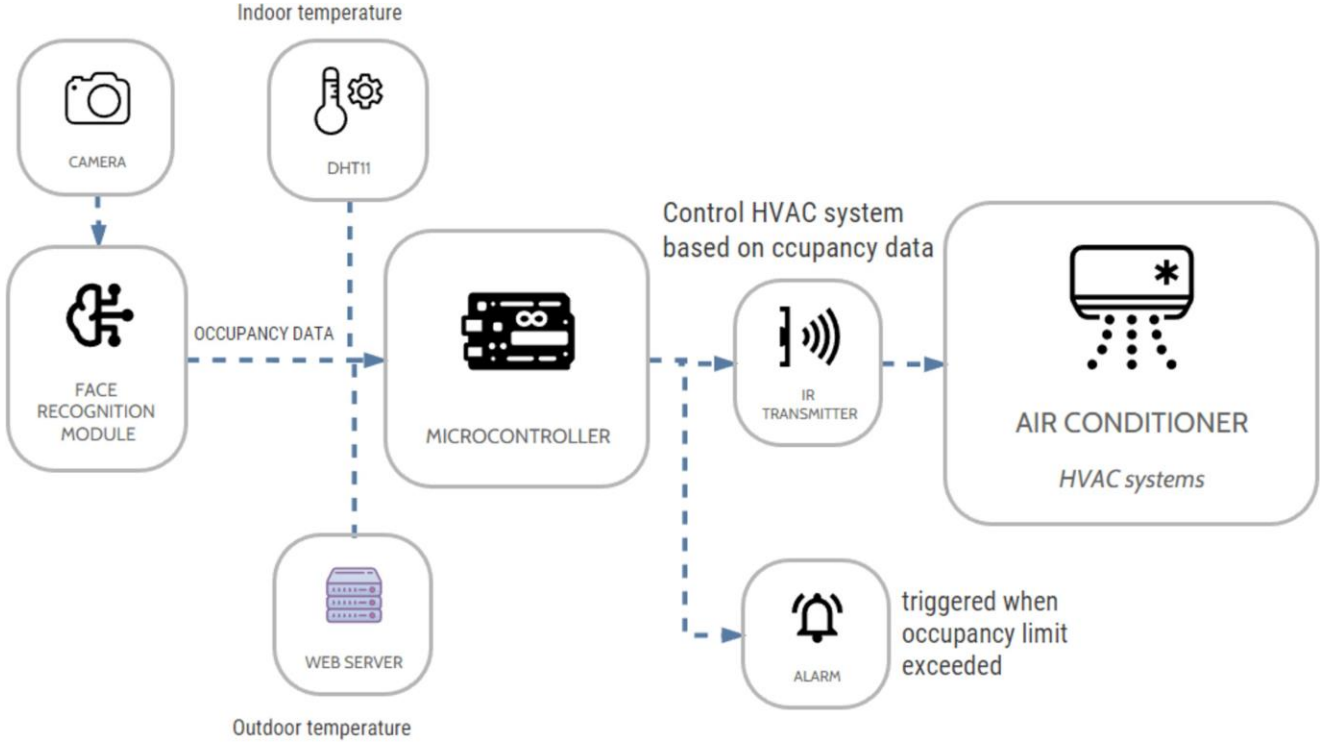 Indoor temperature
CAMERA
DHT11
Control HVAC system
based on ccupancy data
OCCUPANCY DATA
FACE
RECOGNITION
MODULE
MICROCONTROLLER
IR
TRANSMITTER
AIR CONDITIONER
HVAC systems
WEB SERVER
Outdoor temperature
ALARM
triggered when
occupancy limit
exceeded